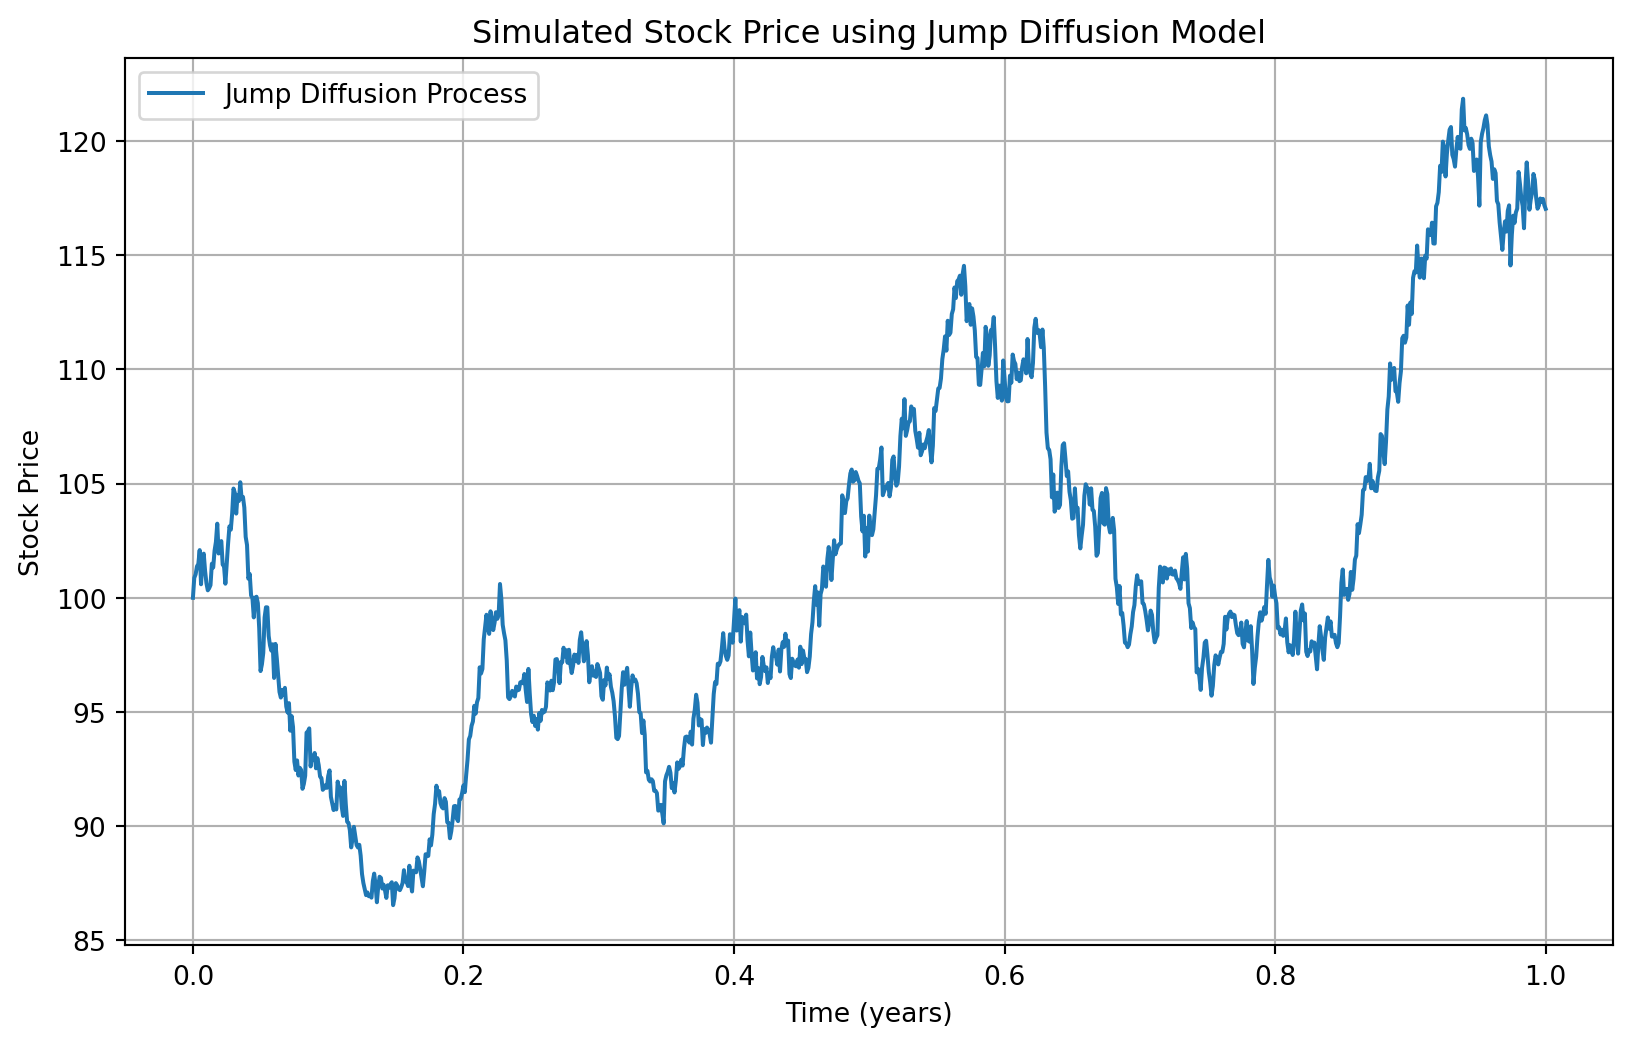 Simulated Stock Price using Jump Diffusion Model
Jump Diffusion Process
Stock Price
120
115
110
105
100
95
90
85
0.0 0.2 0.4 0.6 0.8 1.0
Time (years)